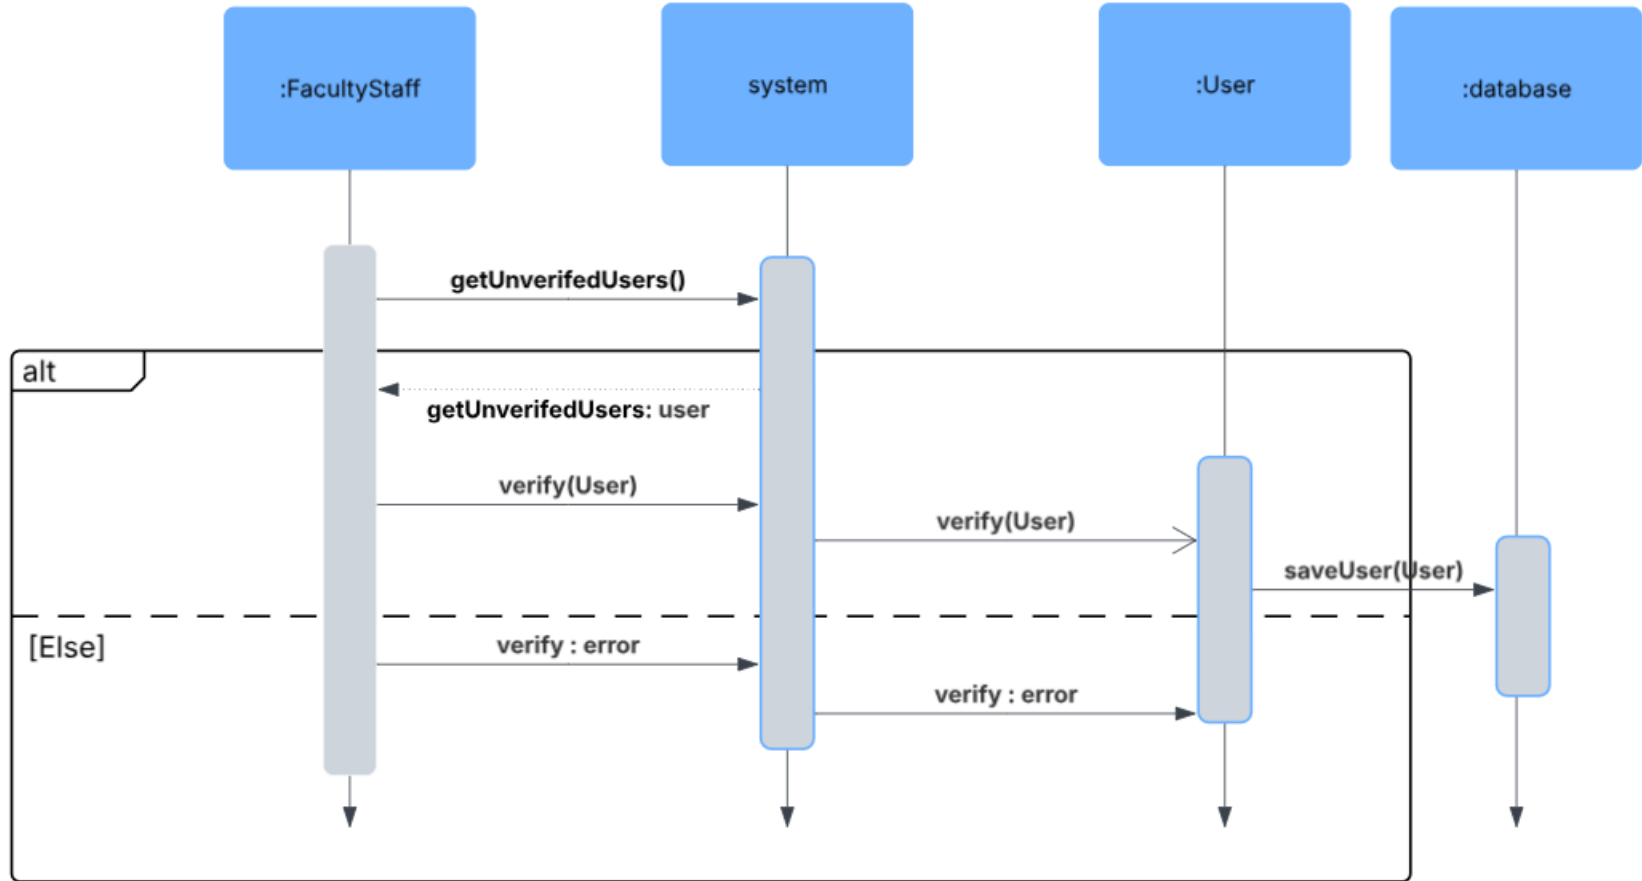 :FacultyStaff
system
:User
:database
getUnverifedUsers()
alt
getUnverifedUsers: user
verify(User)
verify(User)
saveUser(User)
[Else]
verify : error
verify : error